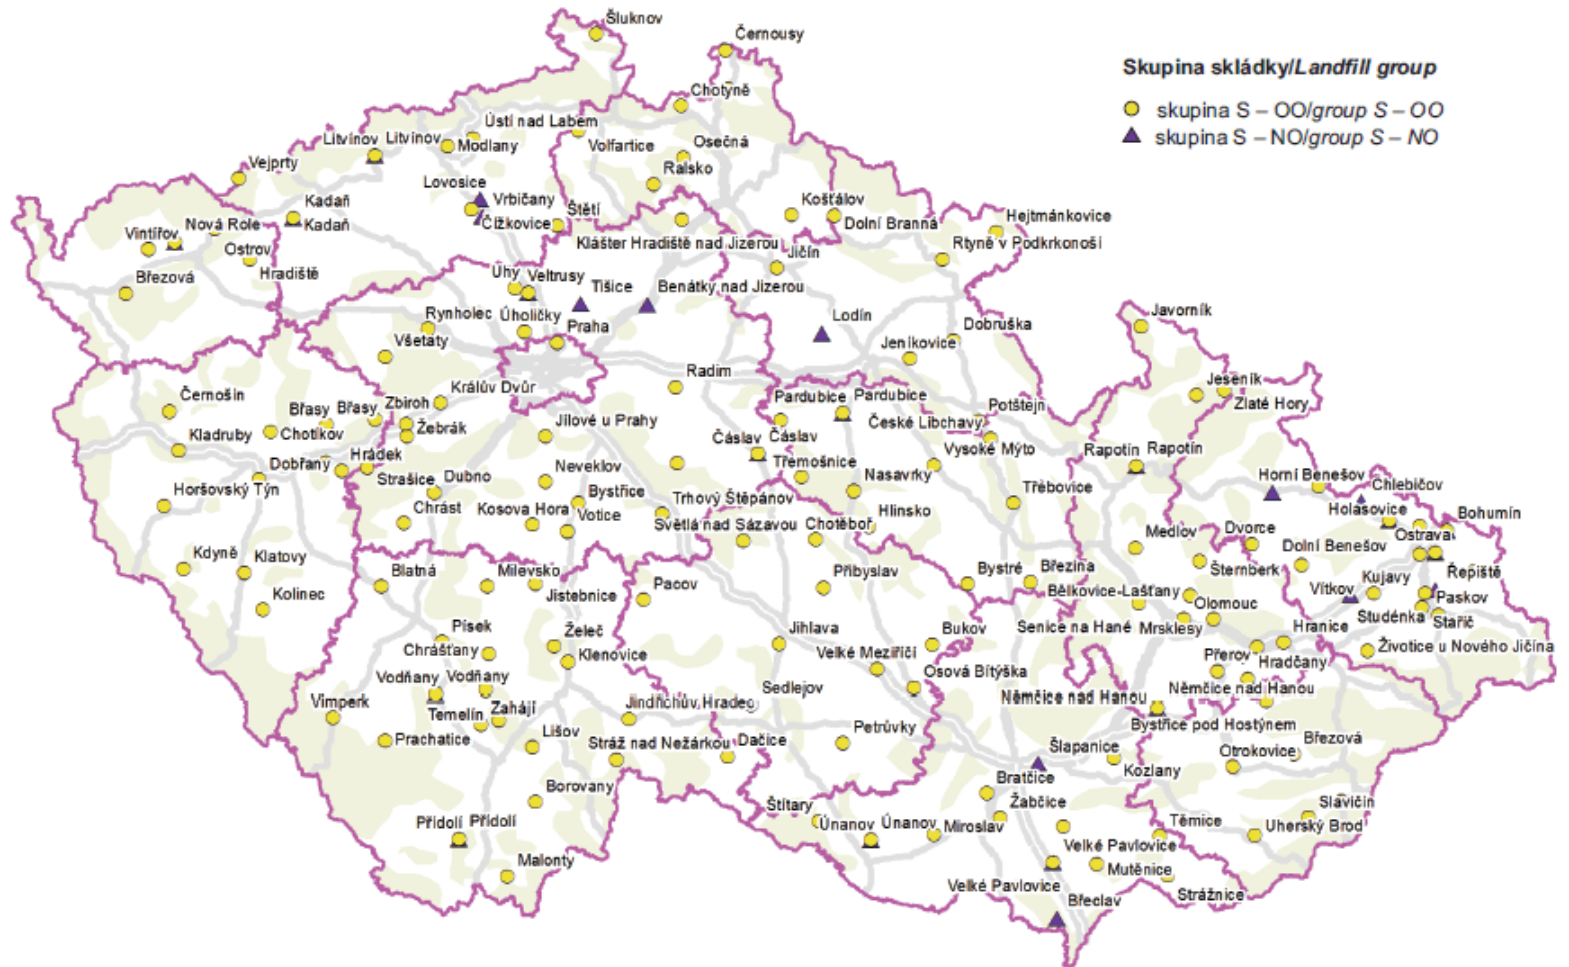 Šluknov
Černousy
Skupina skládky/Landfill group
skupina S – OO/group S – OO
skupina S – NO/group S – NO
Chotyně
Ústí nad Labem
Litvínov
Litvínov
Modlany
Volfartice
Osečná
Vejprty
Ralsko
Lovosice
Vrbičany
Kadaň
Kadaň
Čížkovice
Štětí
Košťálov
Dolní Branná
Hejtmánkovice
Rtyně v Podkrkonoší
Nová Role
Vintířov
Ostrov
Hradiště
Březová
Klášter Hradiště nad Jizerou
Jičín
Úhy
Veltrusy
Tišice
Benátky nad Jizerou
Rynholec
Úholičky
Praha
Lodín
Dobruška
Javorník
Všetaty
Jeníkovice
Radim
Jeseník
Zlaté Hory
Černošín
Břasy
Břasy
Zbiroh
Králův Dvůr
Pardubice
Pardubice
České Libchavy
Potštejn
Kladruby
Chotíkov
Žebrák
Jílové u Prahy
Čáslav
Čáslav
Vysoké Mýto
Rapotín
Rapotín
Dobřany
Hrádek
Třemošnice
Nasavrky
Horní Benešov
Horšovský Týn
Strašice
Dubno
Neveklov
Bystřice
Trhový Štěpánov
Třebovice
Chlebičov
Chrást
Kosova Hora
Votice
Světlá nad Sázavou
Chotěboř
Hlinsko
Holasovice
Bohumín
Medlov
Dvorce
Dolní Benešov
Ostrava
Kdyně
Klatovy
Blatná
Milevsko
Jistebnice
Pacov
Přibyslav
Bystré
Březina
Šternberk
Řepiště
Kolinec
Bělkovice-Lašťany
Vítkov
Kujavy
Paskov
Olomouc
Studénka
Staříč
Písek
Želeč
Jihlava
Bukov
Senice na Hané
Mrsklesy
Hranice
Životice u Nového Jičína
Chrášťany
Klenovice
Velké Meziříčí
Osová Bítýška
Přerov
Hradčany
Vodňany
Vodňany
Vimperk
Temelín
Zahájí
Jindřichův Hradec
Sedlejov
Němčice nad Hanou
Němčice nad Hanou
Bystřice pod Hostýnem
Prachatice
Lišov
Stráž nad Nežárkou
Dačice
Petrůvky
Šlapanice
Kozlany
Otrokovice
Březová
Borovany
Bratčice
Štítary
Žabčice
Slavičín
Přídolí
Přídolí
Únanov
Únanov
Miroslav
Těmice
Uherský Brod
Malonty
Velké Pavlovice
Mutěnice
Velké Pavlovice
Strážnice
Břeclav